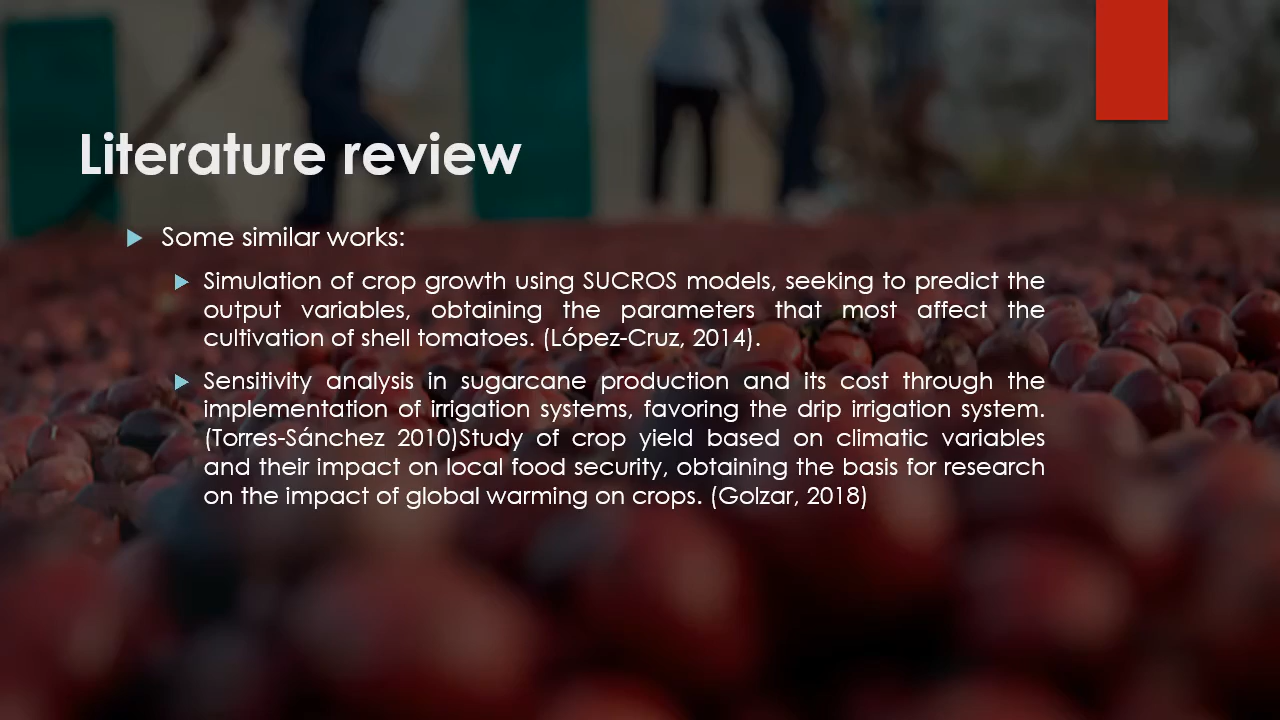 Literature review
Some similar works:
Simulation of crop growth using SUCROS models, seeking to predict the
output variables, obtaining the parameters that most affect the
cultivation of shell tomatoes. (López-Cruz, 2014).
Sensitivity analysis in sugarcane production and its cost through the
implementation of irrigation systems, favoring the drip irrigation system.
(Torres-Sánchez 2010)Study of crop yield based on climatic variables
and their impact on local food security, obtaining the basis for research
on the impact of global warming on crops. (Golzar, 2018)